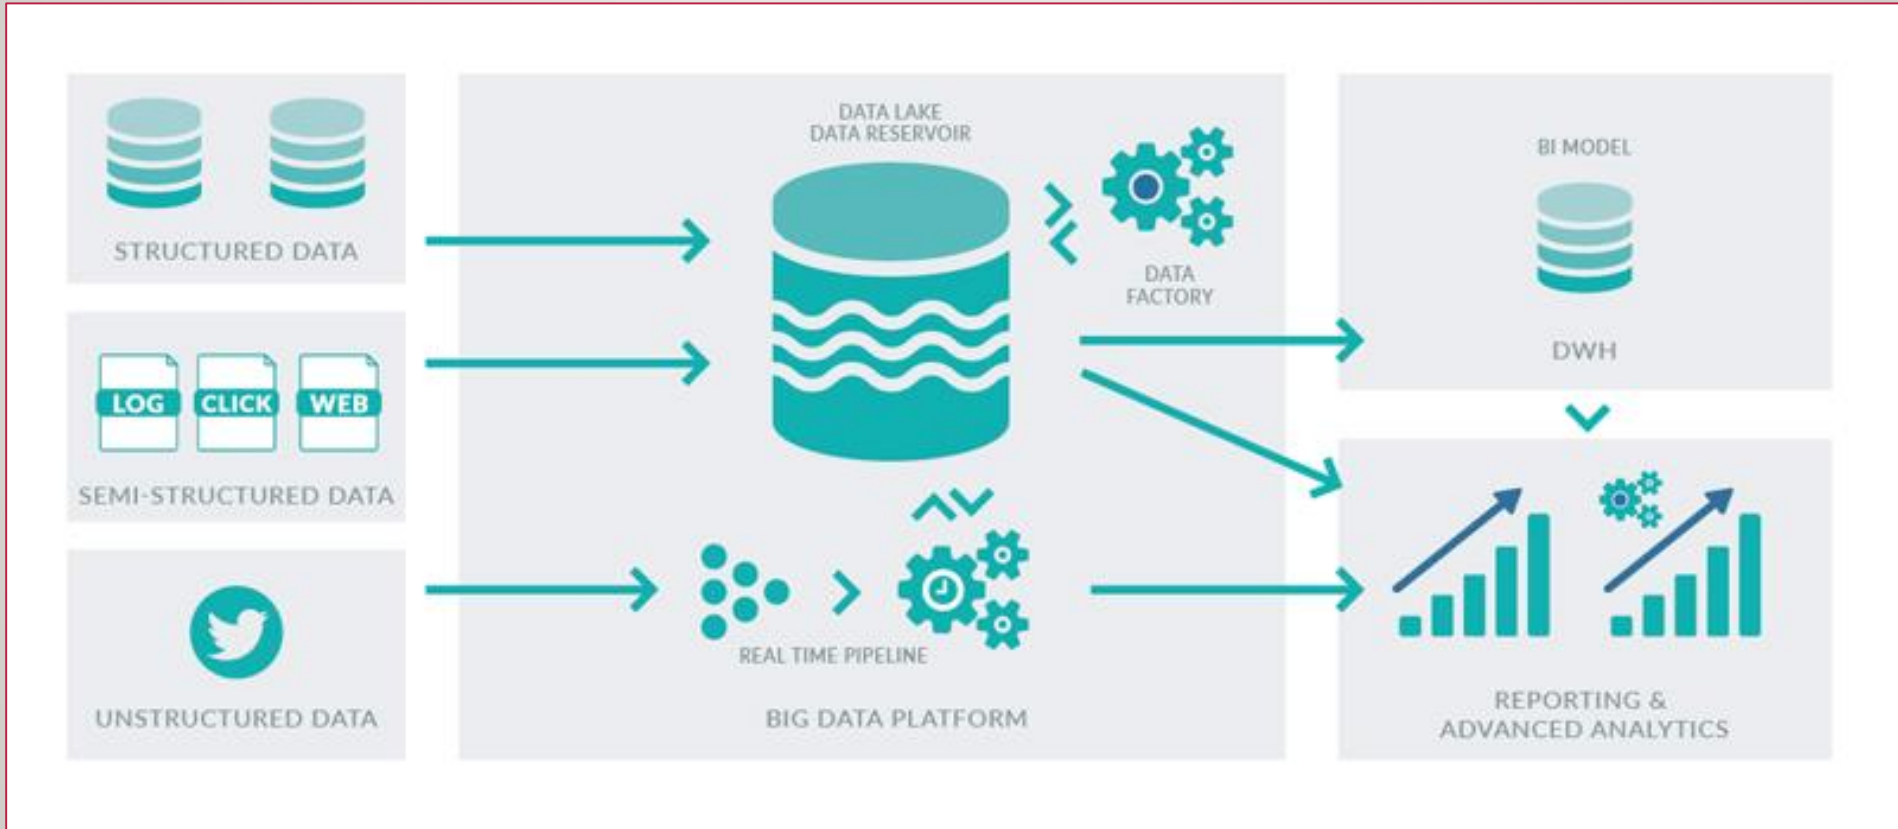 STRUCTURED DATA
LOG
CLICK
WEB
SEMI-STRUCTURED DATA
UNSTRUCTURED DATA
DATA LAKE
DATA RESERVOIR
DATA
FACTORY
REAL TIME PIPELINE
BIG DATA PLATFORM
BI MODEL
DWH
REPORTING &
ADVANCED ANALYTICS